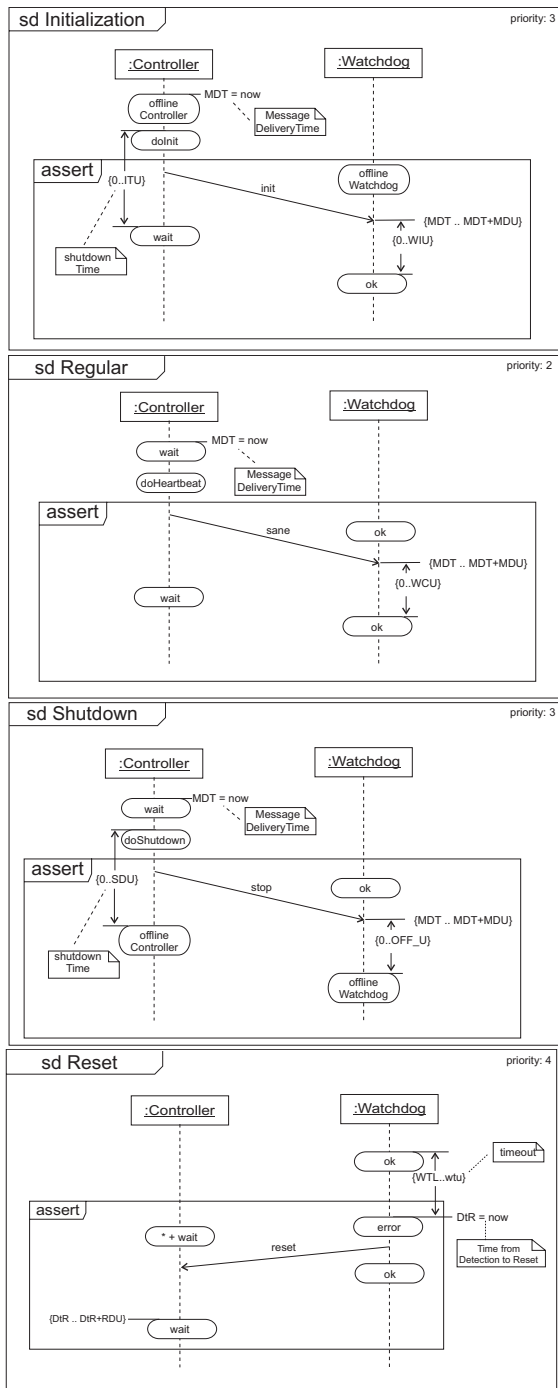 sd Initialization
priority: 3
:Controller
:Watchdog
offline
Controller
MDT = now
Message
DeliveryTime
doInit
assert
offline
Watchdog
{0..ITU}
init
{MDT .. MDT+MDU}
wait
{0..WIU}
shutdown
Time
ok
sd Regular
priority: 2
:Controller
:Watchdog
wait
MDT = now
Message
DeliveryTime
doHeartbeat
assert
sane
ok
{MDT .. MDT+MDU}
{0..WCU}
wait
ok
sd Shutdown
priority: 3
:Controller
:Watchdog
wait
MDT = now
Message
DeliveryTime
doShutdown
assert
{0..SDU}
stop
ok
{MDT .. MDT+MDU}
offline
Controller
{0..OFF_U}
shutdown
Time
offline
Watchdog
sd Reset
priority: 4
:Controller
:Watchdog
ok
timeout
{WTL..wtu}
assert
error
DtR = now
* + wait
reset
Time from
Detection to Reset
ok
{DtR .. DtR+RDU}
wait